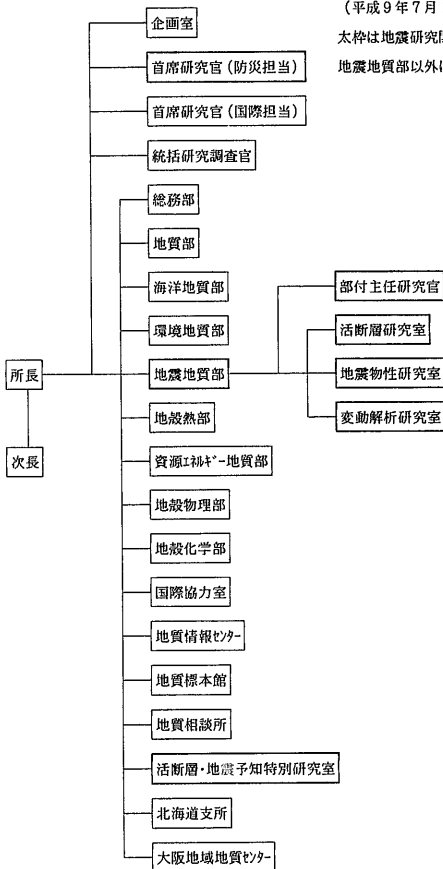 (平成9年7月
太枠は地震研究関
地震地質部以外に
企画室
首席研究官(防災担当)
首席研究官(国際担当)
統括研究調査官
総務部
地質部
海洋地質部
環境地質部
地震地質部
地殻熱部
資源エネルギー地質部
地殻物理部
地殻化学部
国際協力室
地質情報センター
地質標本館
地質相談所
活断層・地震予知特別研究室
北海道支所
大阪地域地質センター
所長
次長
部付主任研究官
活断層研究室
地震物性研究室
変動解析研究室